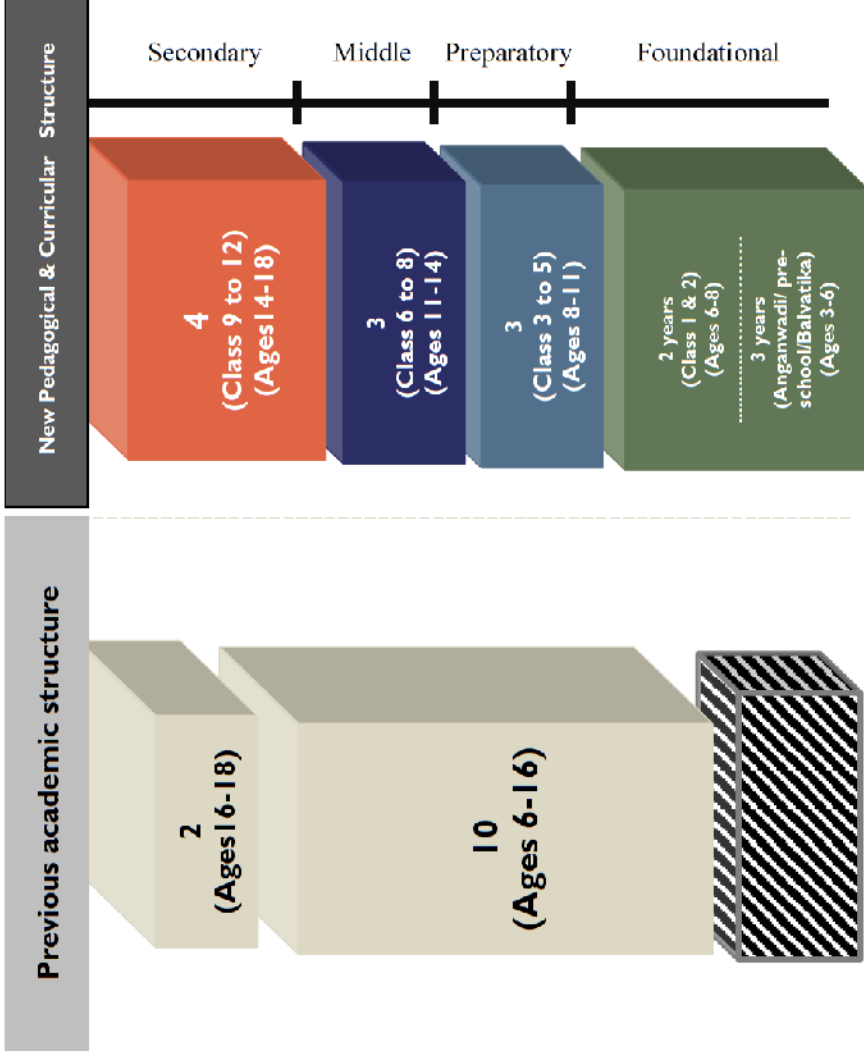 Previous academic structure
2
(Ages16-18)
10
(Ages 6-16)
New Pedagogical & Curricular Structure
4
(Class 9 to 12)
(Ages14-18)
3
(Class 6 to 8)
(Ages 11-14)
3
(Class 3 to 5)
(Ages 8-11)
2 years
(Class 1 & 2)
(Ages 6-8)
3 years
(Anganwadi/ pre-
school/Balvatika)
(Ages 3-6)
Secondary
Middle
Preparatory
Foundational